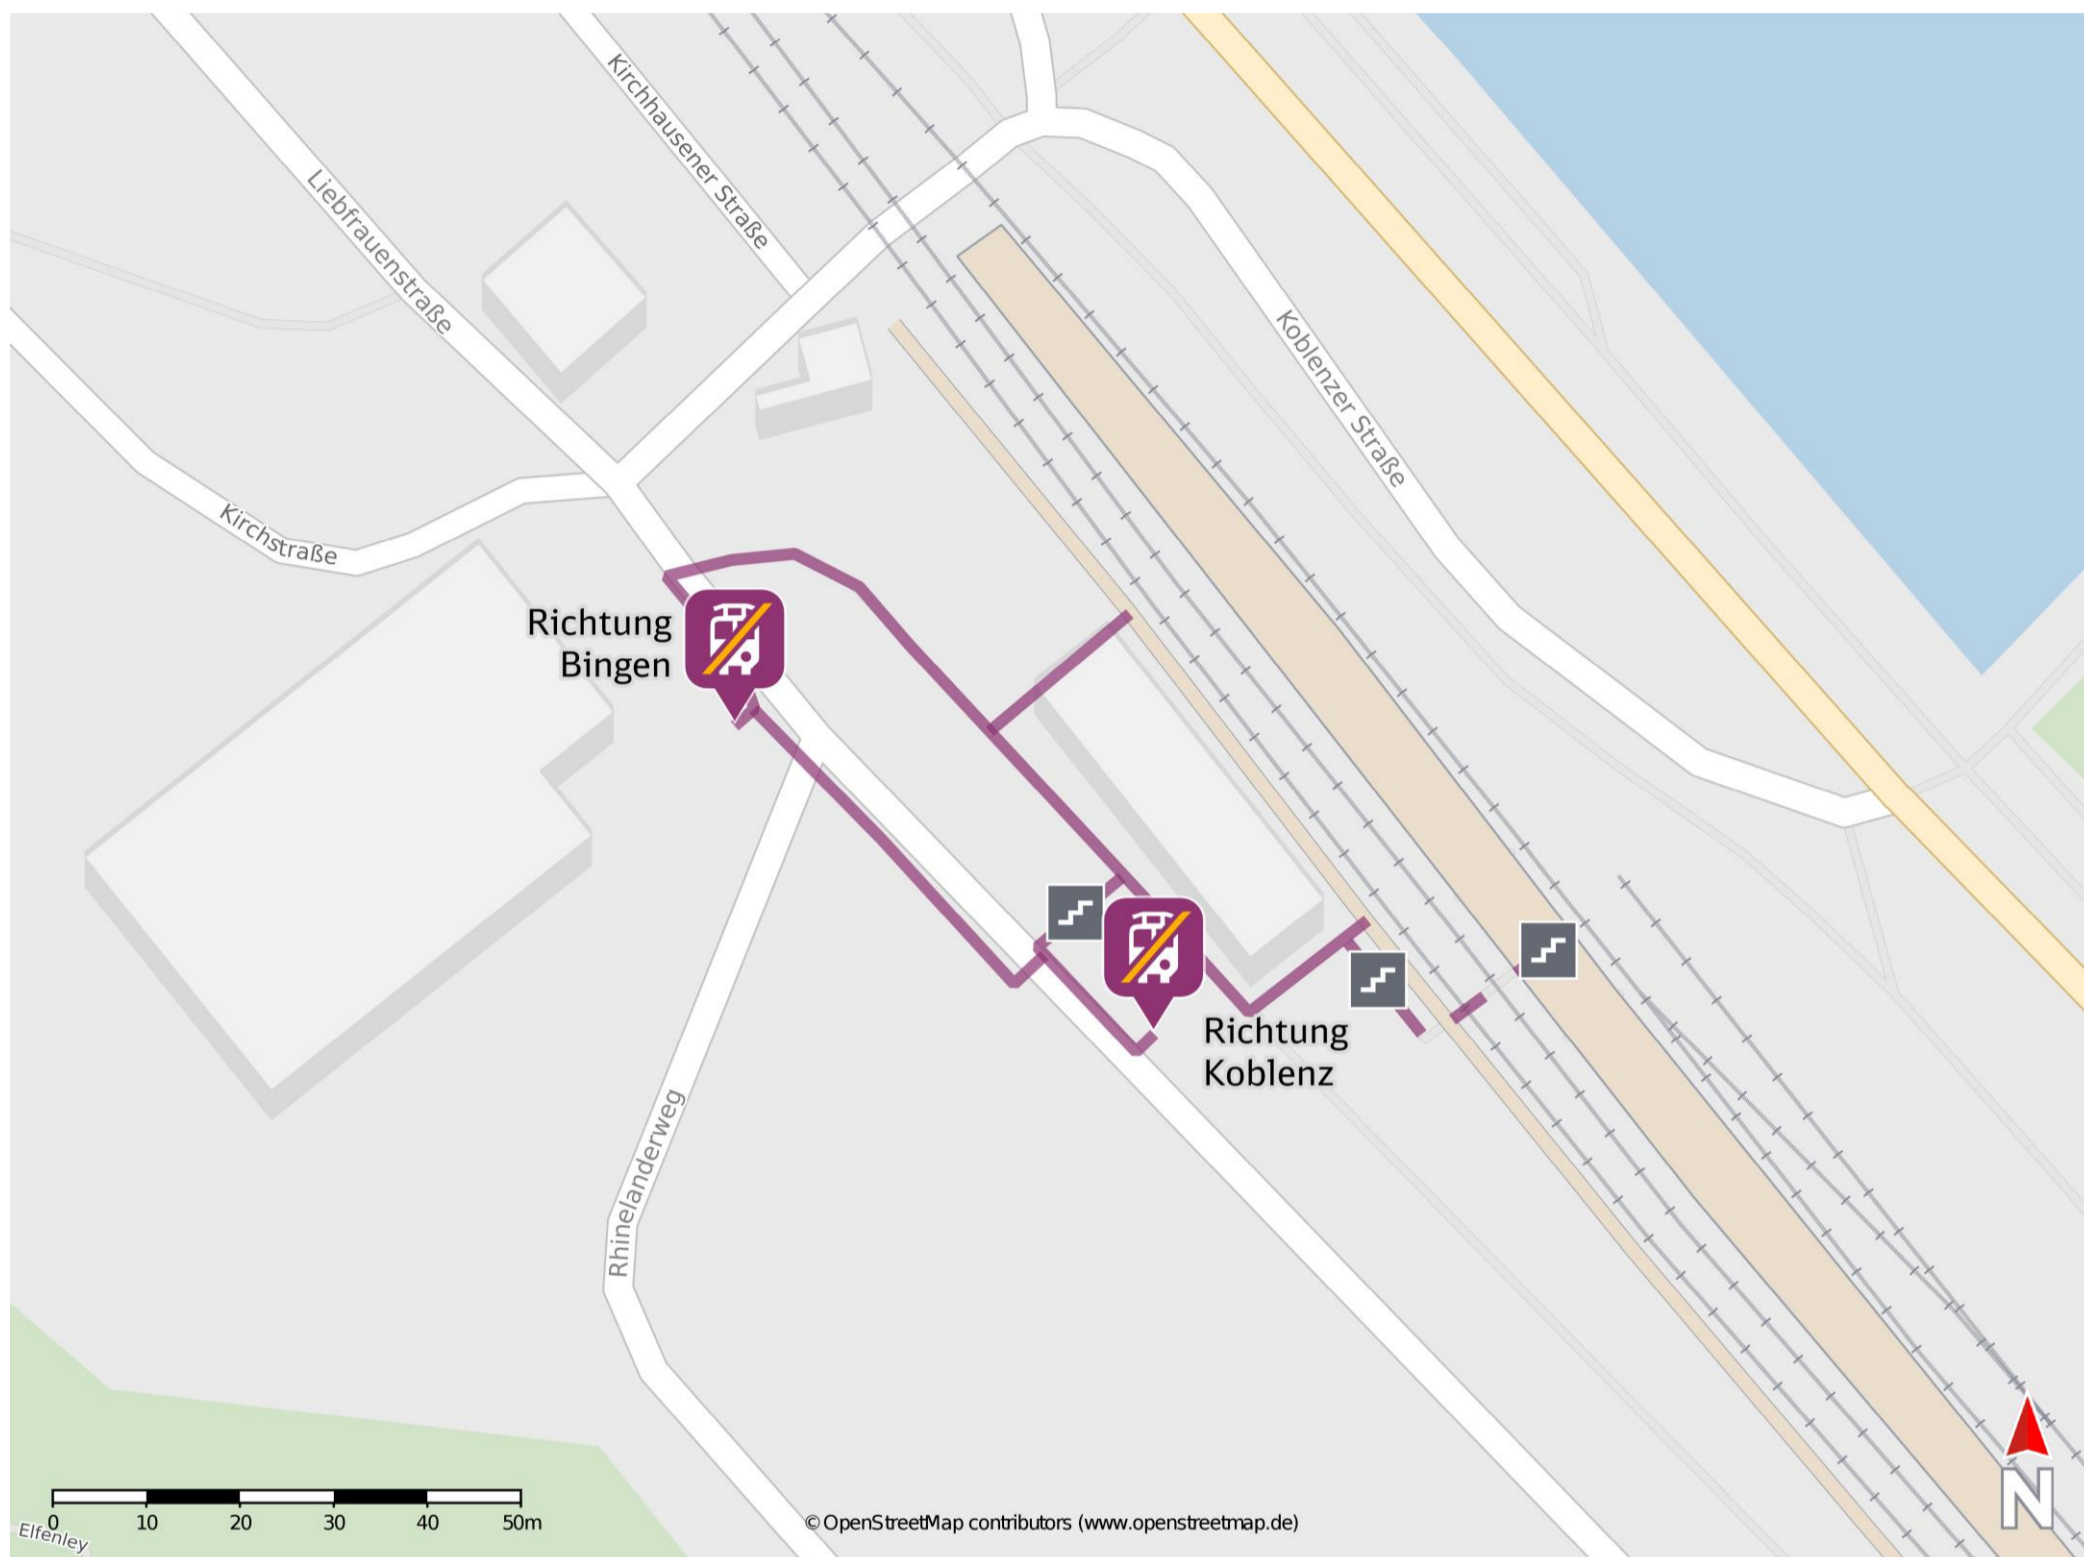 Kirchhausener Straße
Liebfrauenstraße
Koblenzer Straße
Kirchstraße
Richtung
Bingen
Richtung
Koblenz
Rhinelanderweg
N
0 10 20 30 40 50m
Elfenley
© OpenStreetMap contributors (www.openstreetmap.de)